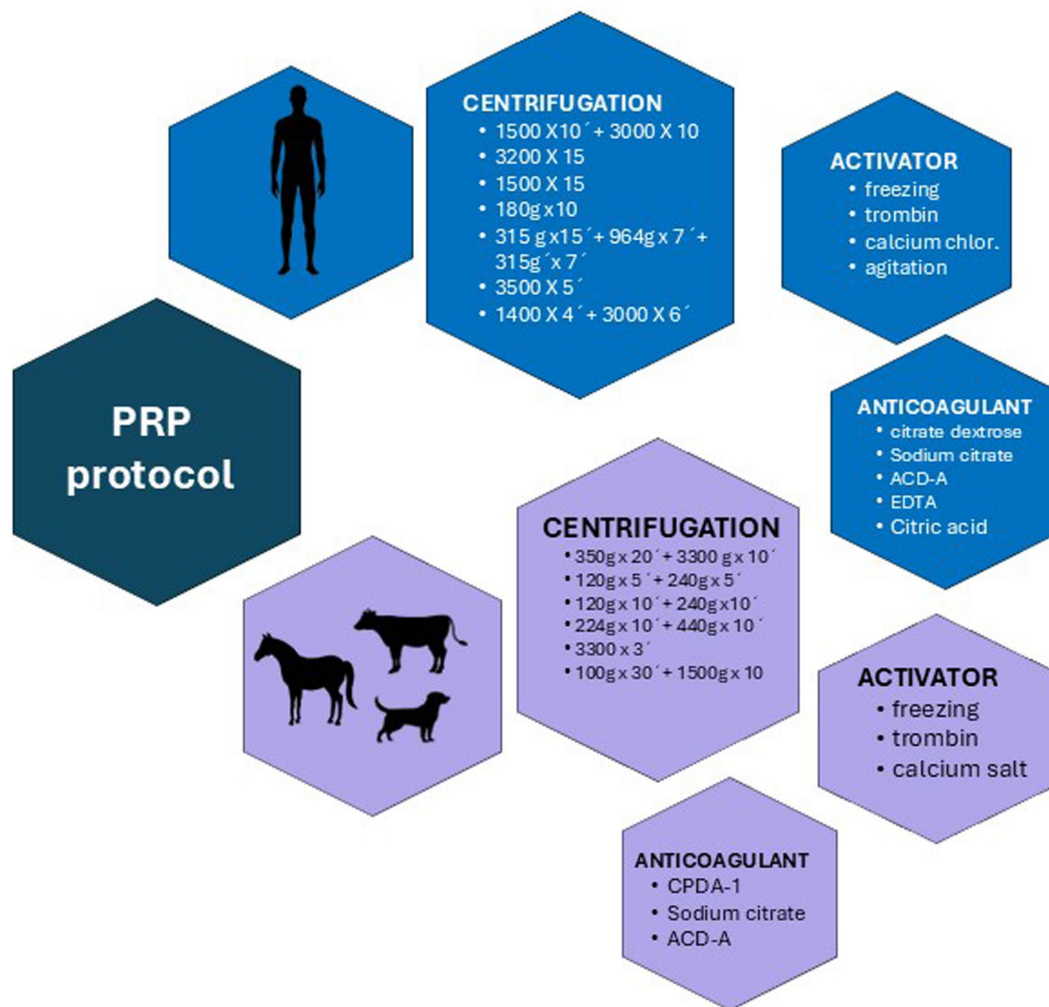 PRP
protocol
CENTRIFUGATION
• 1500 X 10´ + 3000 X 10
• 3200 X 15
• 1500 X 15
• 180g x 10
• 315 g x15´ + 964g x 7´ +
315g´x 7´
• 3500 X 5´
• 1400 X 4´ + 3000 X 6´
ACTIVATOR
• freezing
• trombin
• calcium chlor.
• agitation
ANTICOAGULANT
• citrate dextrose
• Sodium citrate
• ACD-A
• EDTA
• Citric acid
CENTRIFUGATION
• 350g x 20´ + 3300 g x 10´
• 120g x 5´ + 240g x 5´
• 120g x 10´ + 240g x10´
• 224g x 10´ + 440g x 10´
• 3300 x 3´
• 100g x 30´ + 1500g x 10
ACTIVATOR
• freezing
• trombin
• calcium salt
ANTICOAGULANT
• CPDA-1
• Sodium citrate
• ACD-A